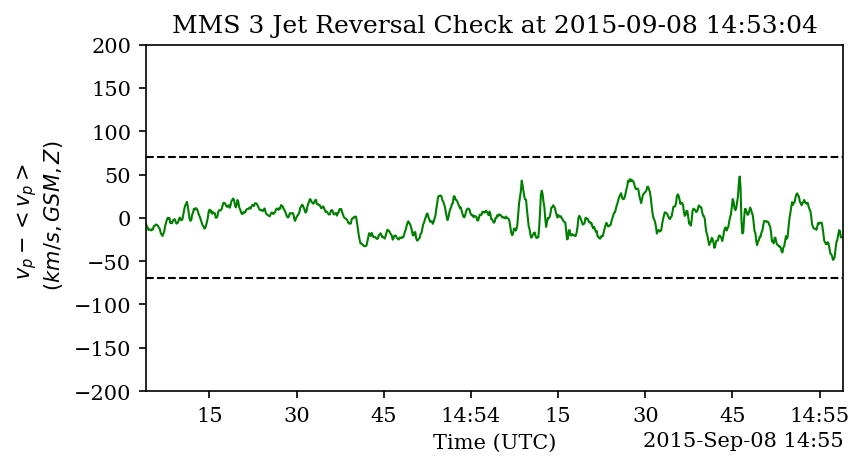 MMS 3 Jet Reversal Check at 2015-09-08 14:53:04
v_p - < v_p >
(km/s, GSM, Z)
200
150
100
50
0
−50
−100
−150
−200
15 30 45 14:54 15 30 45 14:55
Time (UTC)
2015-Sep-08 14:55